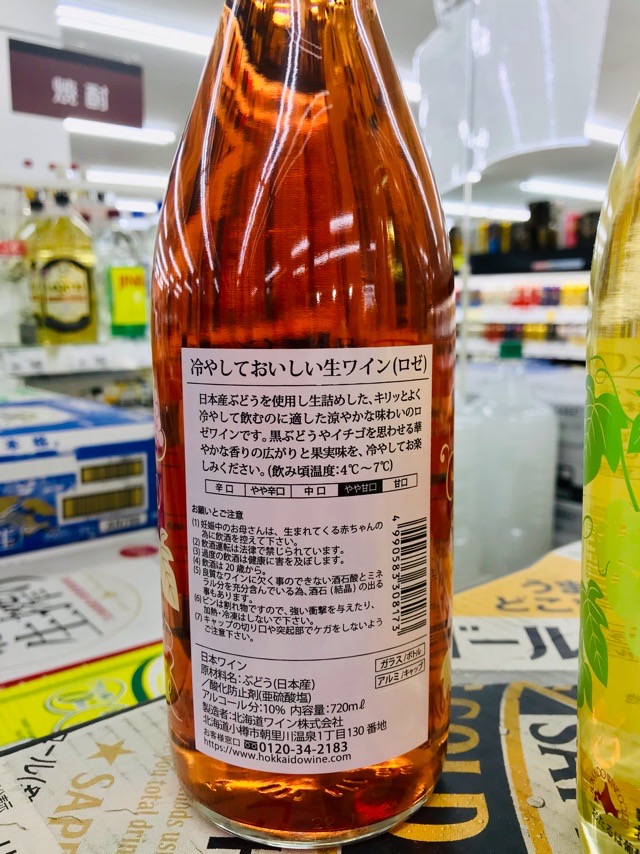 焼酎
冷やしておいしい生ワイン(ロゼ)
日本産ぶどうを使用し生詰めした、キリッとよく
冷やして飲むのに適した涼やかな味わいのロ
ゼワインです。黒ぶどうやイチゴを思わせる華
やかな香りの広がりと果実味を、冷やしてお楽
しみください。(飲み頃温度:4℃〜7℃)
辛口 やや辛口 中口 やや甘口 甘口
お願いとご注意
(1)妊娠中のお母さんは、生まれてくる赤ちゃんの
為に飲酒を控えて下さい。
(2)飲酒運転は法律で禁じられています。
(3)過度の飲酒は健康に害を及ぼします。
(4)飲酒は20歳から。
(5)良質なワインに欠く事のできない酒石酸とミネ
ラル分を充分含んでいる為、酒石(結晶)の出る
事もあります。
(6)ビンは割れ物ですので、強い衝撃を与えたり、
加熱・冷凍はしないで下さい。
(7)キャップの切り口や突起部でケガをしないよう
ご注意下さい。
4 990583 508173
日本ワイン
原材料名:ぶどう(日本産)
/酸化防止剤(亜硫酸塩)
アルコール分:10% 内容量:720mℓ
製造者:北海道ワイン株式会社
北海道小樽市朝里川温泉1丁目130番地
お客様窓口 0120-34-2183
https://www.hokkaidowine.com
ガラス/ボトル
アルミ/キャップ
ボール
GOLD
★SAPP